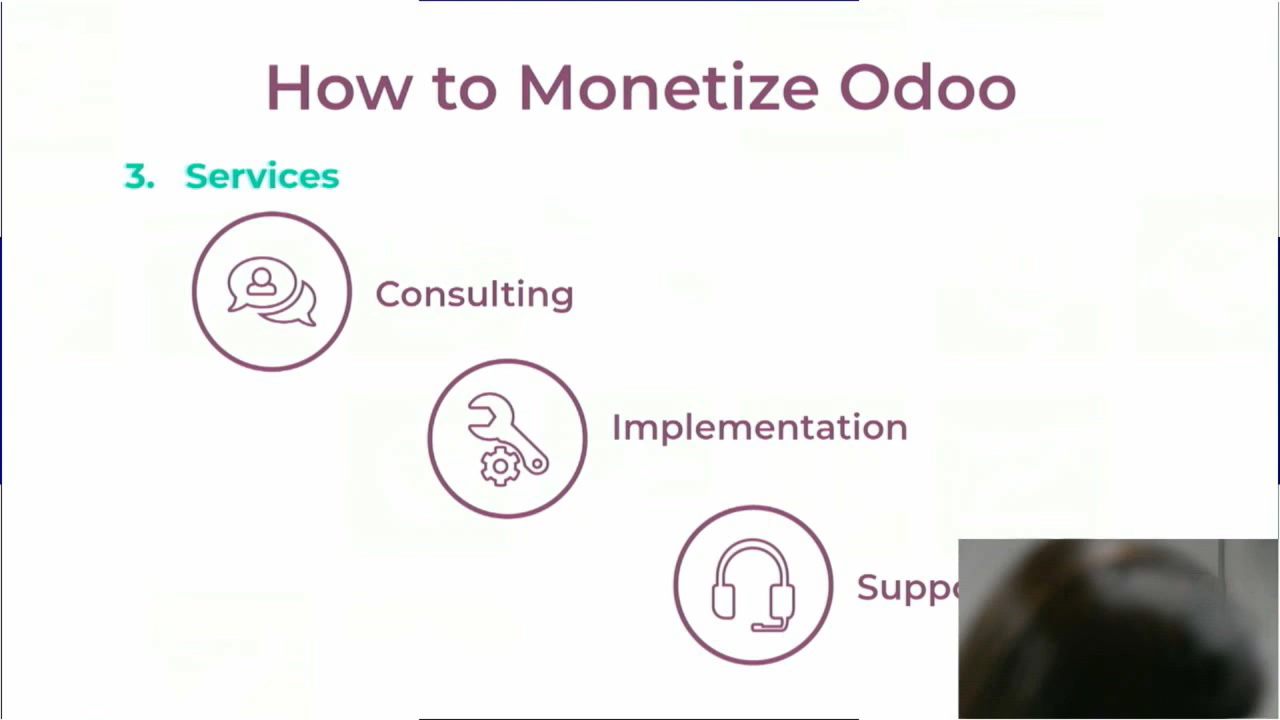 How to Monetize Odoo
3. Services
Consulting
Implementation